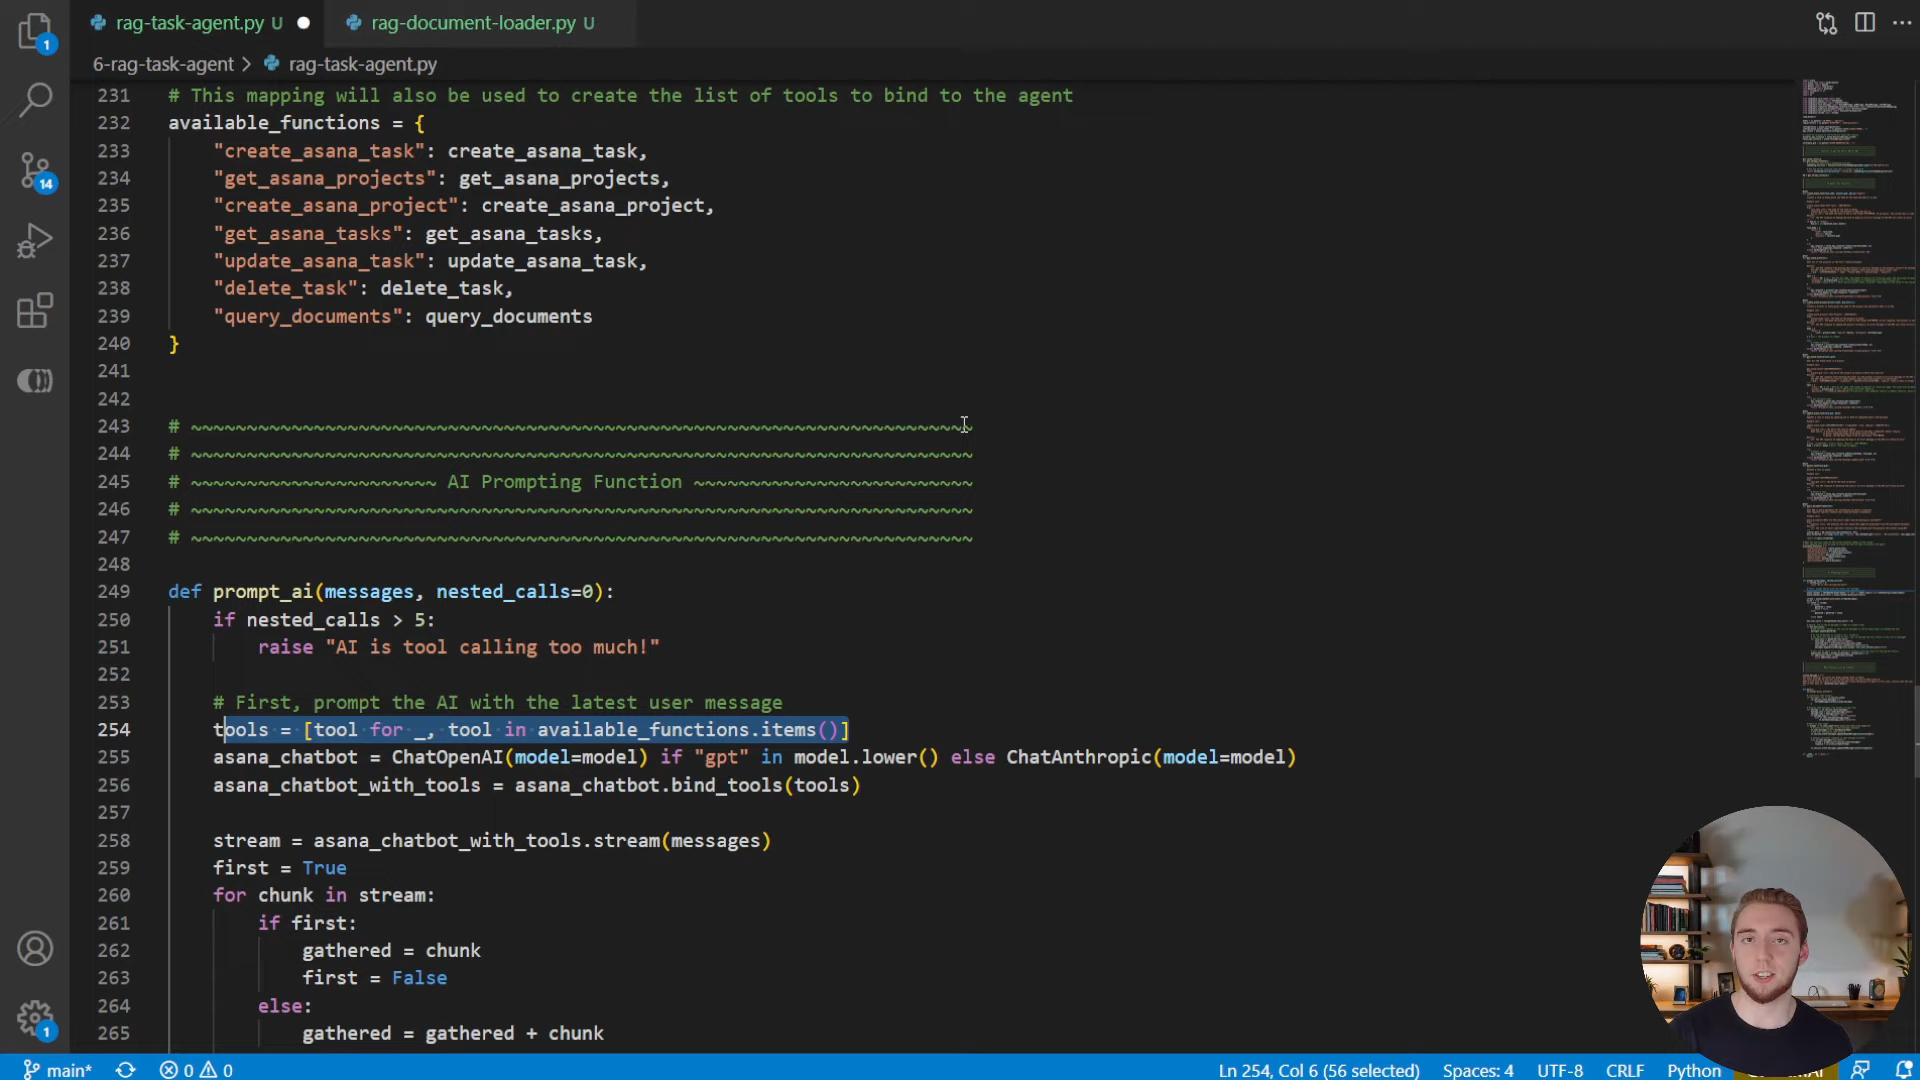 rag-task-agent.py U
rag-document-loader.py U
6-rag-task-agent > rag-task-agent.py
1
14
1
231 # This mapping will also be used to create the list of tools to bind to the agent
232 available_functions = {
233 "create_asana_task": create_asana_task,
234 "get_asana_projects": get_asana_projects,
235 "create_asana_project": create_asana_project,
236 "get_asana_tasks": get_asana_tasks,
237 "update_asana_task": update_asana_task,
238 "delete_task": delete_task,
239 "query_documents": query_documents
240 }
241
242
243 # ~~~~~~~~~~~~~~~~~~~~~~~~~~~~~~~~~~~~~~~~~~~~~~~~~~~~~~~~~~~~~~~~~~~~~~
244 # ~~~~~~~~~~~~~~~~~~~~~~~~~~~~~~~~~~~~~~~~~~~~~~~~~~~~~~~~~~~~~~~~~~~~~~
245 # ~~~~~~~~~~~~~~~~~~~~~~ AI Prompting Function ~~~~~~~~~~~~~~~~~~~~~~~~~
246 # ~~~~~~~~~~~~~~~~~~~~~~~~~~~~~~~~~~~~~~~~~~~~~~~~~~~~~~~~~~~~~~~~~~~~~~
247 # ~~~~~~~~~~~~~~~~~~~~~~~~~~~~~~~~~~~~~~~~~~~~~~~~~~~~~~~~~~~~~~~~~~~~~~
248
249 def prompt_ai(messages, nested_calls=0):
250 if nested_calls > 5:
251 raise "AI is tool calling too much!"
252
253 # First, prompt the AI with the latest user message
254 tools = [tool for _, tool in available_functions.items()]
255 asana_chatbot = ChatOpenAI(model=model) if "gpt" in model.lower() else ChatAnthropic(model=model)
256 asana_chatbot_with_tools = asana_chatbot.bind_tools(tools)
257
258 stream = asana_chatbot_with_tools.stream(messages)
259 first = True
260 for chunk in stream:
261 if first:
262 gathered = chunk
263 first = False
264 else:
265 gathered = gathered + chunk
main* 0 0 Ln 254, Col 6 (56 selected) Spaces: 4 UTF-8 CRLF Python